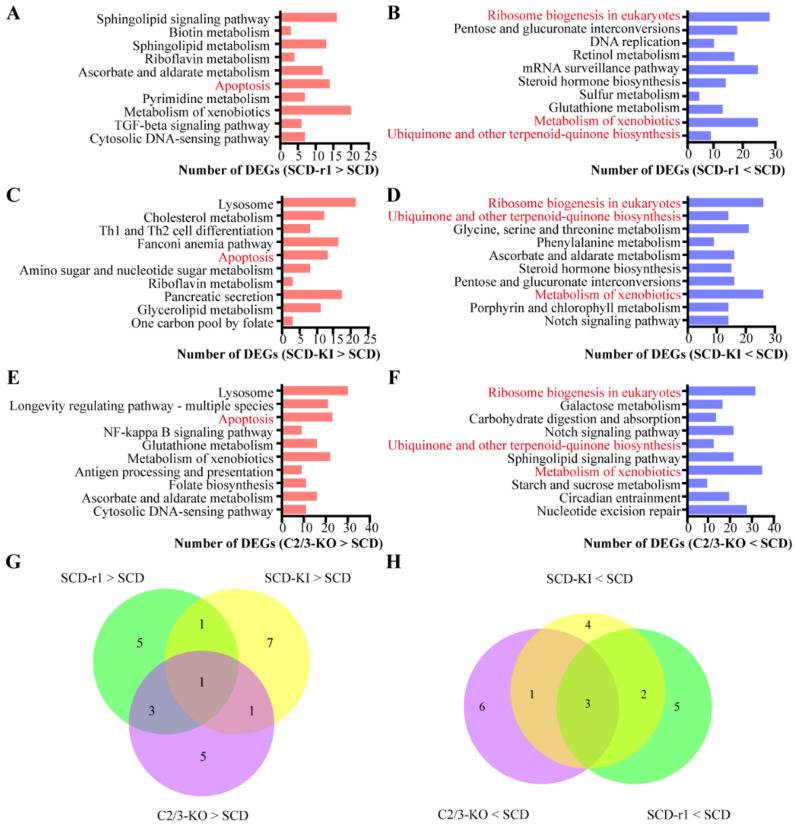 A
Sphingolipid signaling pathway
Biotin metabolism
Sphingolipid metabolism
Riboflavin metabolism
Ascorbate and aldarate metabolism
Apoptosis
Pyrimidine metabolism
Metabolism of xenobiotics
TGF-beta signaling pathway
Cytosolic DNA-sensing pathway
0 5 10 15 20 25
Number of DEGs (SCD-r1 > SCD)
B
Ribosome biogenesis in eukaryotes
Pentose and glucuronate interconversions
DNA replication
Retinol metabolism
mRNA surveillance pathway
Steroid hormone biosynthesis
Sulfur metabolism
Glutathione metabolism
Metabolism of xenobiotics
Ubiquinone and other terpenoid-quinone biosynthesis
0 10 20 30
Number of DEGs (SCD-r1 < SCD)
C
Lysosome
Cholesterol metabolism
Th1 and Th2 cell differentiation
Fanconi anemia pathway
Apoptosis
Amino sugar and nucleotide sugar metabolism
Riboflavin metabolism
Pancreatic secretion
Glycerolipid metabolism
One carbon pool by folate
0 5 10 15 20 25
Number of DEGs (SCD-KI > SCD)
D
Ribosome biogenesis in eukaryotes
Ubiquinone and other terpenoid-quinone biosynthesis
Glycine, serine and threonine metabolism
Phenylalanine metabolism
Ascorbate and aldarate metabolism
Steroid hormone biosynthesis
Pentose and glucuronate interconversions
Metabolism of xenobiotics
Porphyrin and chlorophyll metabolism
Notch signaling pathway
0 10 20 30
Number of DEGs (SCD-KI < SCD)
E
Lysosome
Longevity regulating pathway - multiple species
Apoptosis
NF-kappa B signaling pathway
Glutathione metabolism
Metabolism of xenobiotics
Antigen processing and presentation
Folate biosynthesis
Ascorbate and aldarate metabolism
Cytosolic DNA-sensing pathway
0 10 20 30 40
Number of DEGs (C2/3-KO > SCD)
F
Ribosome biogenesis in eukaryotes
Galactose metabolism
Carbohydrate digestion and absorption
Notch signaling pathway
Ubiquinone and other terpenoid-quinone biosynthesis
Sphingolipid signaling pathway
Metabolism of xenobiotics
Starch and sucrose metabolism
Circadian entrainment
Nucleotide excision repair
0 10 20 30 40
Number of DEGs (C2/3-KO < SCD)
G
SCD-r1 > SCD
SCD-KI > SCD
5
1
7
1
3
1
5
C2/3-KO > SCD
H
SCD-KI < SCD
4
6
1
3
2
5
C2/3-KO < SCD
SCD-r1 < SCD